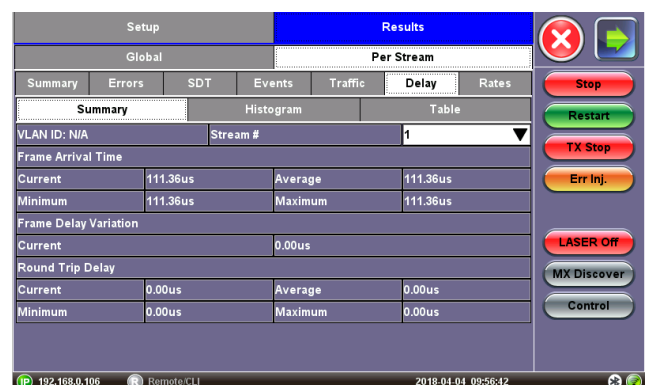 Setup Results
Global Per Stream
Summary Errors SDT Events Traffic Delay Rates
Summary Histogram Table
VLAN ID: N/A Stream # 1
Frame Arrival Time
Current 111.36us Average 111.36us
Minimum 111.36us Maximum 111.36us
Frame Delay Variation
Current 0.00us
Round Trip Delay
Current 0.00us Average 0.00us
Minimum 0.00us Maximum 0.00us
Stop
Restart
TX Stop
Err Inj.
LASER Off
MX Discover
Control
IP 192.168.0.106 R Remote/CLI 2018-04-04 09:56:42